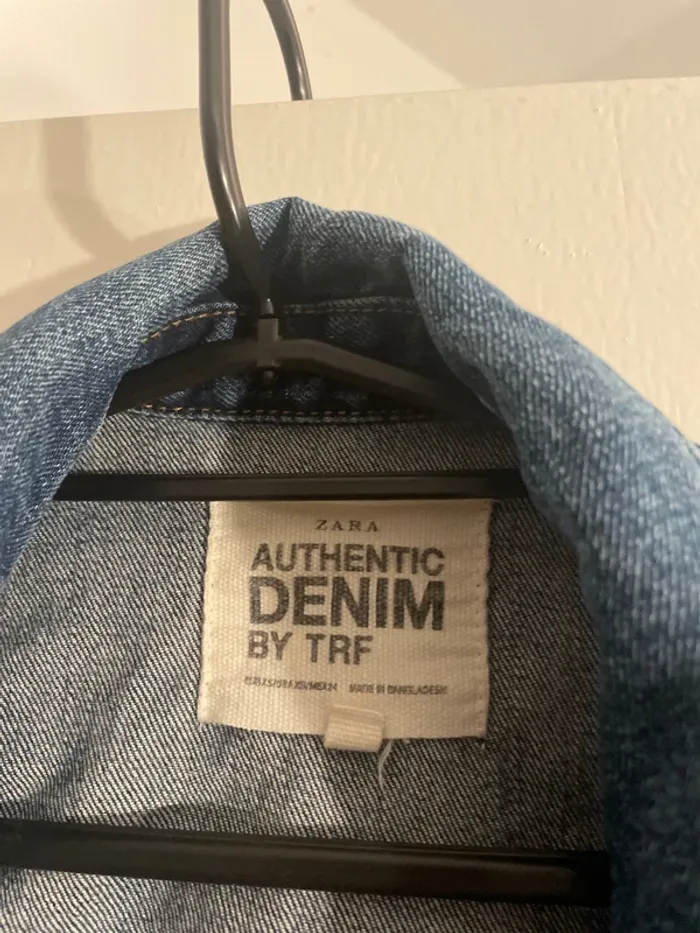 ZARA
AUTHENTIC
DENIM
BY TRF
MADE IN BANGLADESH